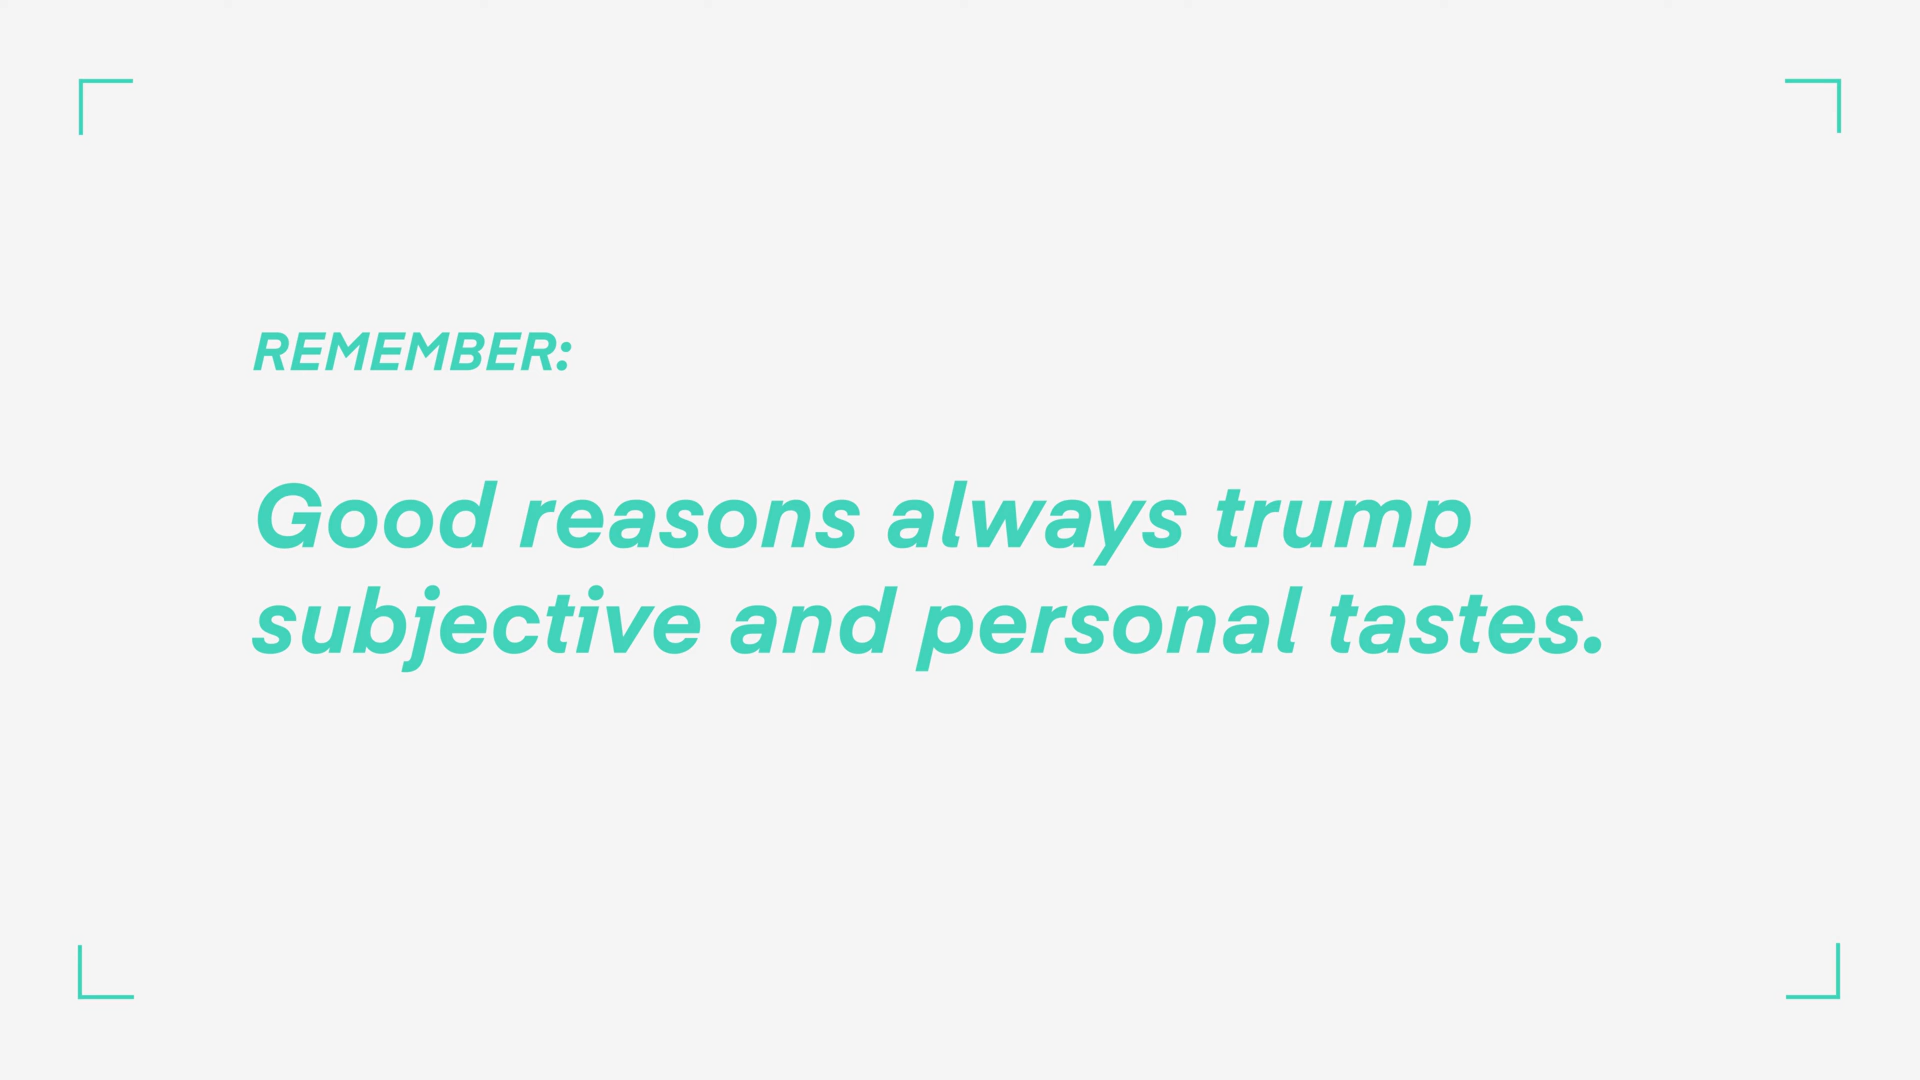 REMEMBER:
Good reasons always trump
subjective and personal tastes.